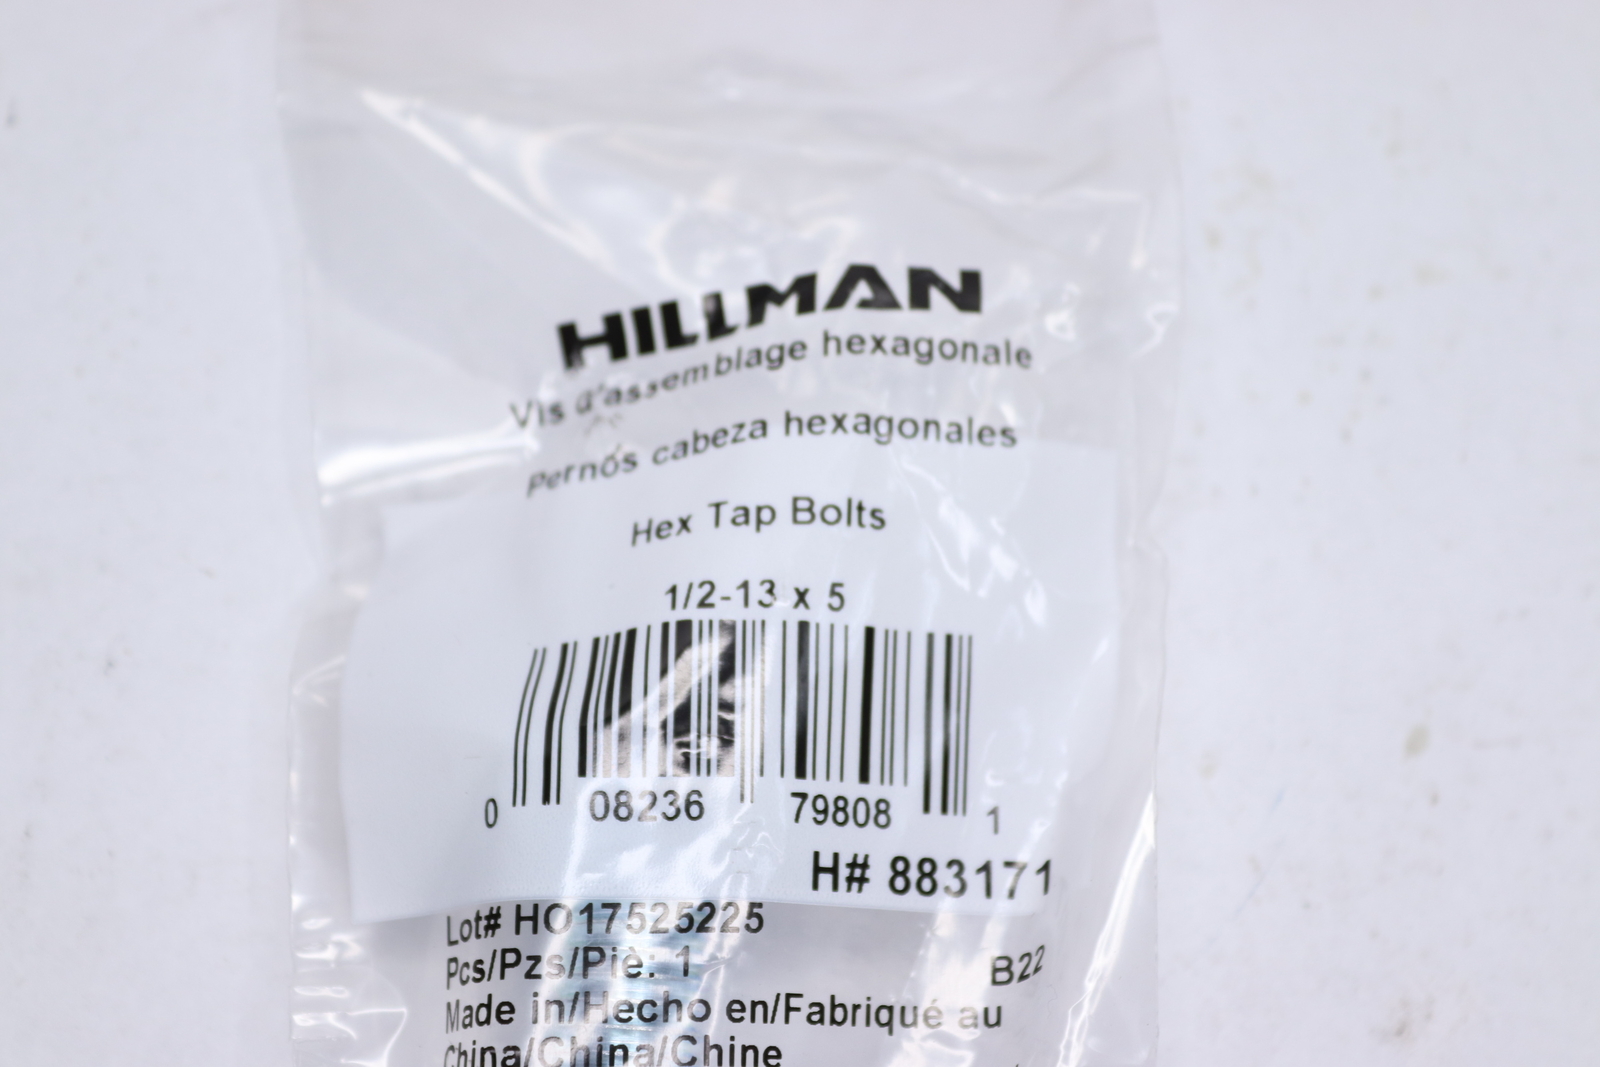 HILLMAN
Vis d'assemblage hexagonale
Pernos cabeza hexagonales
Hex Tap Bolts
1/2-13 x 5
0 08236 79808 1
H# 883171
Lot# HO17525225
Pcs/Pzs/Piè: 1
B22
Made in/Hecho en/Fabriqué au
China/China/Chine